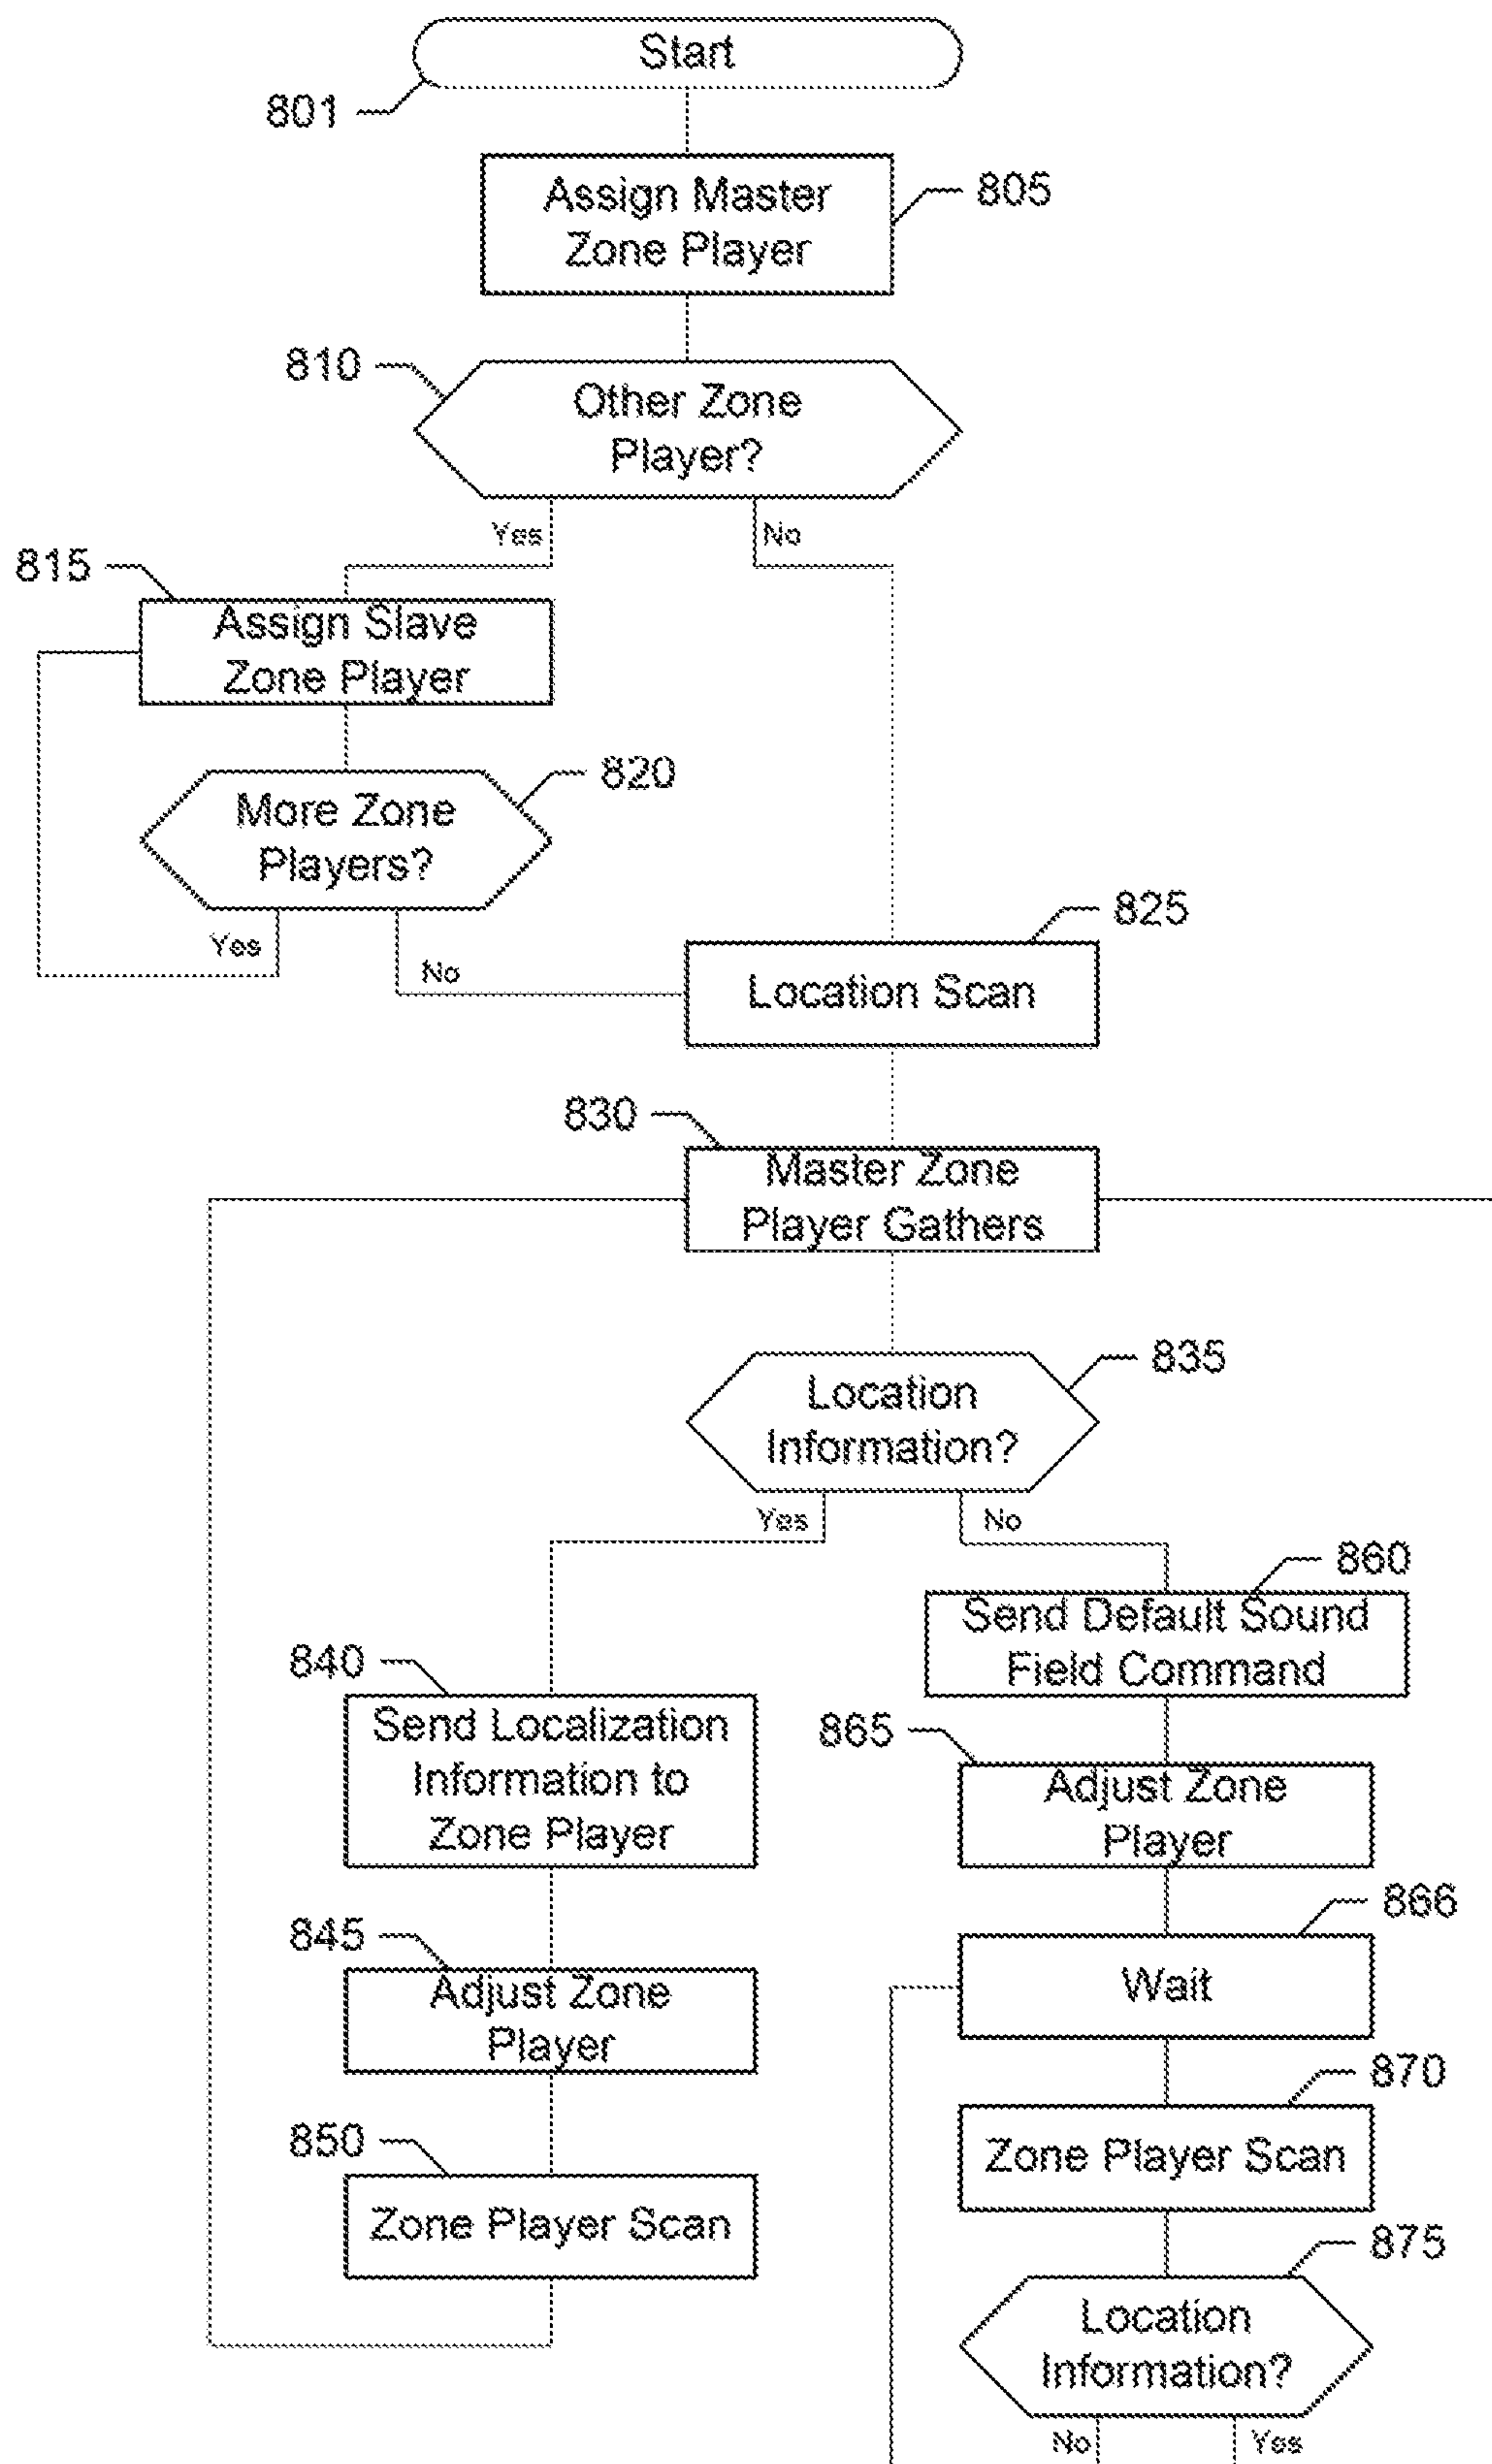 Start
801
Assign Master
Zone Player
805
810
Other Zone
Player?
Yes
No
815
Assign Slave
Zone Player
820
More Zone
Players?
Yes
No
825
Location Scan
830
Master Zone
Player Gathers
835
Location
Information?
Yes
No
860
Send Default Sound
Field Command
840
Send Localization
Information to
Zone Player
865
Adjust Zone
Player
866
Wait
845
Adjust Zone
Player
870
Zone Player Scan
850
Zone Player Scan
875
Location
Information?
No
Yes